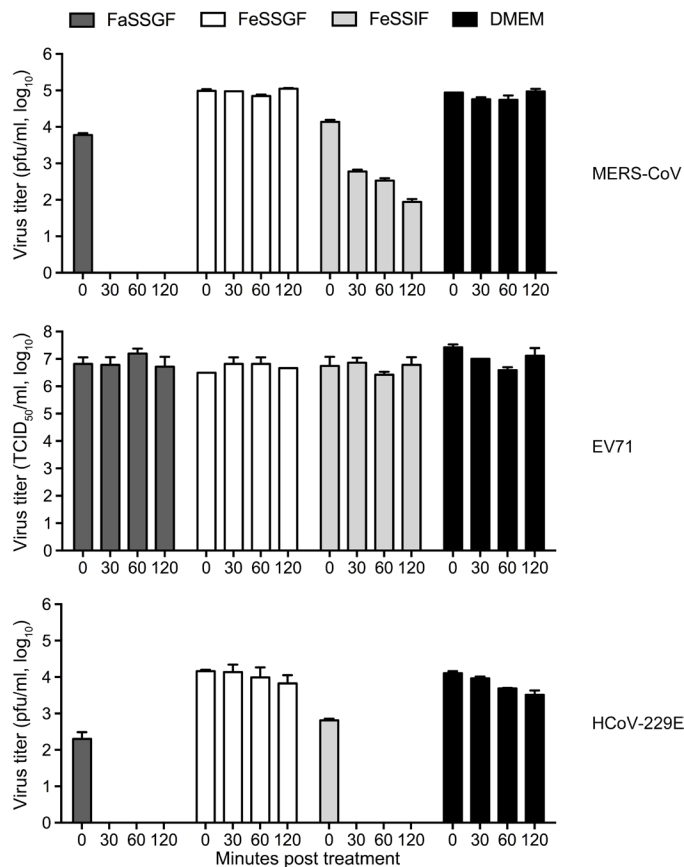 FaSSGF FeSSGF FeSSIF DMEM
Virus titer (pfu/ml, log10)
6
5
4
3
2
1
0
0 30 60 120 0 30 60 120 0 30 60 120 0 30 60 120
MERS-CoV
Virus titer (TCID50/ml, log10)
8
7
6
5
4
3
2
1
0
0 30 60 120 0 30 60 120 0 30 60 120 0 30 60 120
EV71
Virus titer (pfu/ml, log10)
6
5
4
3
2
1
0
0 30 60 120 0 30 60 120 0 30 60 120 0 30 60 120
HCoV-229E
Minutes post treatment